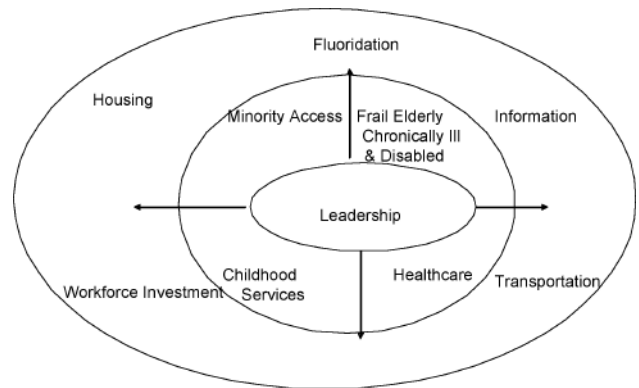 Fluoridation
Housing
Minority Access
Frail Elderly
Chronically Ill
& Disabled
Information
Leadership
Childhood
Services
Healthcare
Workforce Investment
Transportation